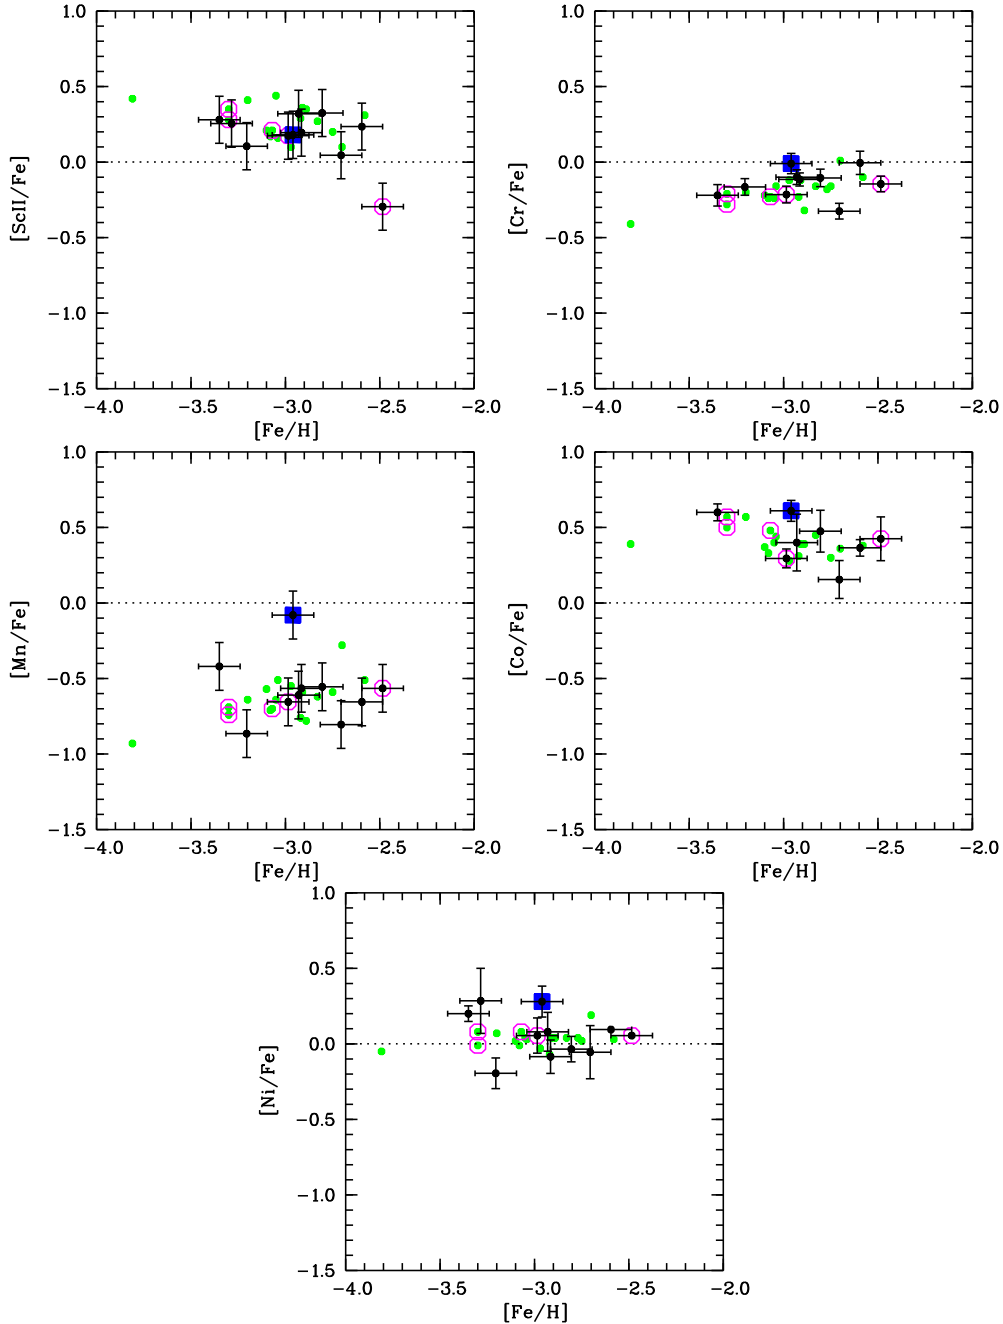 1.0 1.0
0.5 0.5
[ScII/Fe] 0.0 [Cr/Fe] 0.0
−0.5 −0.5
−1.0 −1.0
−1.5 −1.5
−4.0 −3.5 −3.0 −2.5 −2.0 −4.0 −3.5 −3.0 −2.5 −2.0
[Fe/H] [Fe/H]
1.0 1.0
0.5 0.5
[Mn/Fe] 0.0 [Co/Fe] 0.0
−0.5 −0.5
−1.0 −1.0
−1.5 −1.5
−4.0 −3.5 −3.0 −2.5 −2.0 −4.0 −3.5 −3.0 −2.5 −2.0
[Fe/H] [Fe/H]
1.0
0.5
[Ni/Fe] 0.0
−0.5
−1.0
−1.5
−4.0 −3.5 −3.0 −2.5 −2.0
[Fe/H]